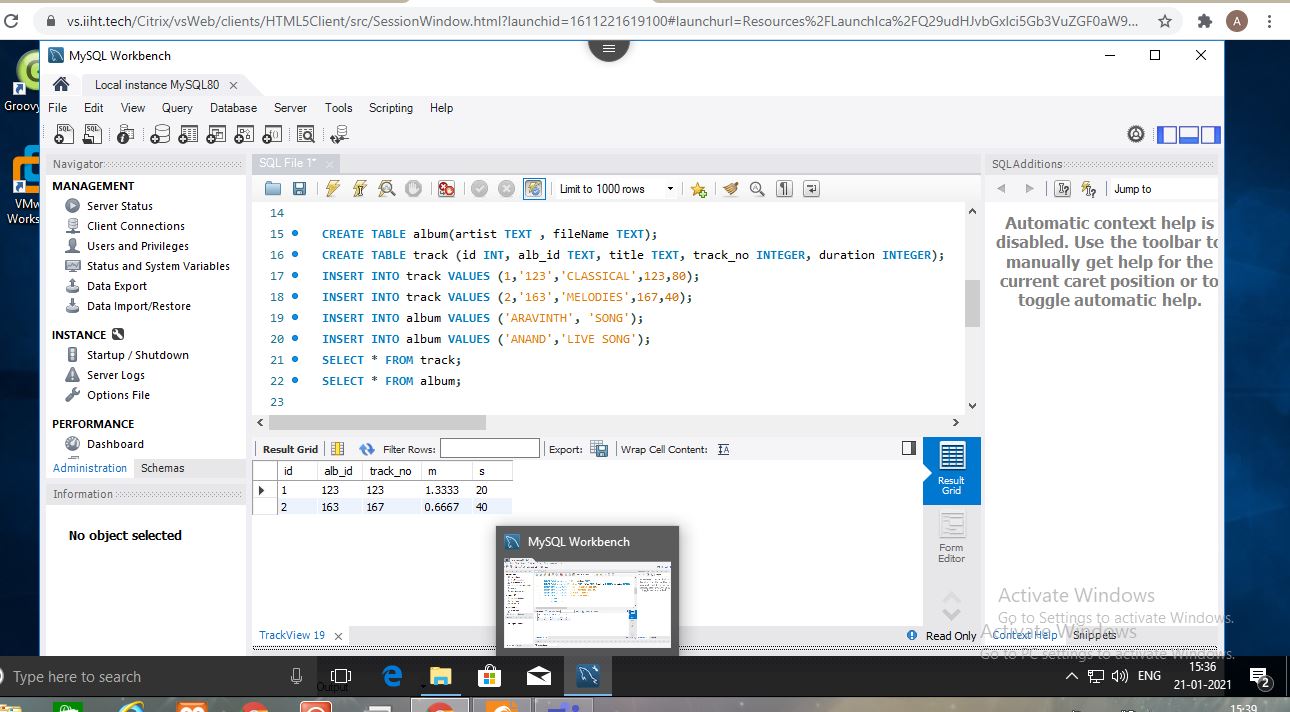 vs.iiht.tech/Citrix/vsWeb/clients/HTML5Client/src/SessionWindow.html?launchid=1611221619100#launchurl=Resources%2FLaunchIca%2FQ29udHJvbGxlci5Gb3VuZGF0aW9...
A
MySQL Workbench
Groovy
VMw
Works
Local instance MySQL80
File Edit View Query Database Server Tools Scripting Help
Navigator
MANAGEMENT
Server Status
Client Connections
Users and Privileges
Status and System Variables
Data Export
Data Import/Restore
INSTANCE
Startup / Shutdown
Server Logs
Options File
PERFORMANCE
Dashboard
Administration Schemas
Information
No object selected
SQL File 1*
Limit to 1000 rows
14
15 CREATE TABLE album(artist TEXT , fileName TEXT);
16 CREATE TABLE track (id INT, alb_id TEXT, title TEXT, track_no INTEGER, duration INTEGER);
17 INSERT INTO track VALUES (1,'123','CLASSICAL',123,80);
18 INSERT INTO track VALUES (2,'163','MELODIES',167,40);
19 INSERT INTO album VALUES ('ARAVINTH', 'SONG');
20 INSERT INTO album VALUES ('ANAND','LIVE SONG');
21 SELECT * FROM track;
22 SELECT * FROM album;
23
Result Grid Filter Rows: Export: Wrap Cell Content:
id alb_id track_no m s
1 123 123 1.3333 20
2 163 167 0.6667 40
Result
Grid
Form
Editor
MySQL Workbench
TrackView 19
Read Only
SQLAdditions
Jump to
Automatic context help is
disabled. Use the toolbar to
manually get help for the
current caret position or to
toggle automatic help.
Activate Windows
Go to Settings to activate Windows.
Activate Windows
Context Help Snippets
Go to PC settings to activate Windows.
Type here to search
Output
ENG
15:36
21-01-2021
2
15:39